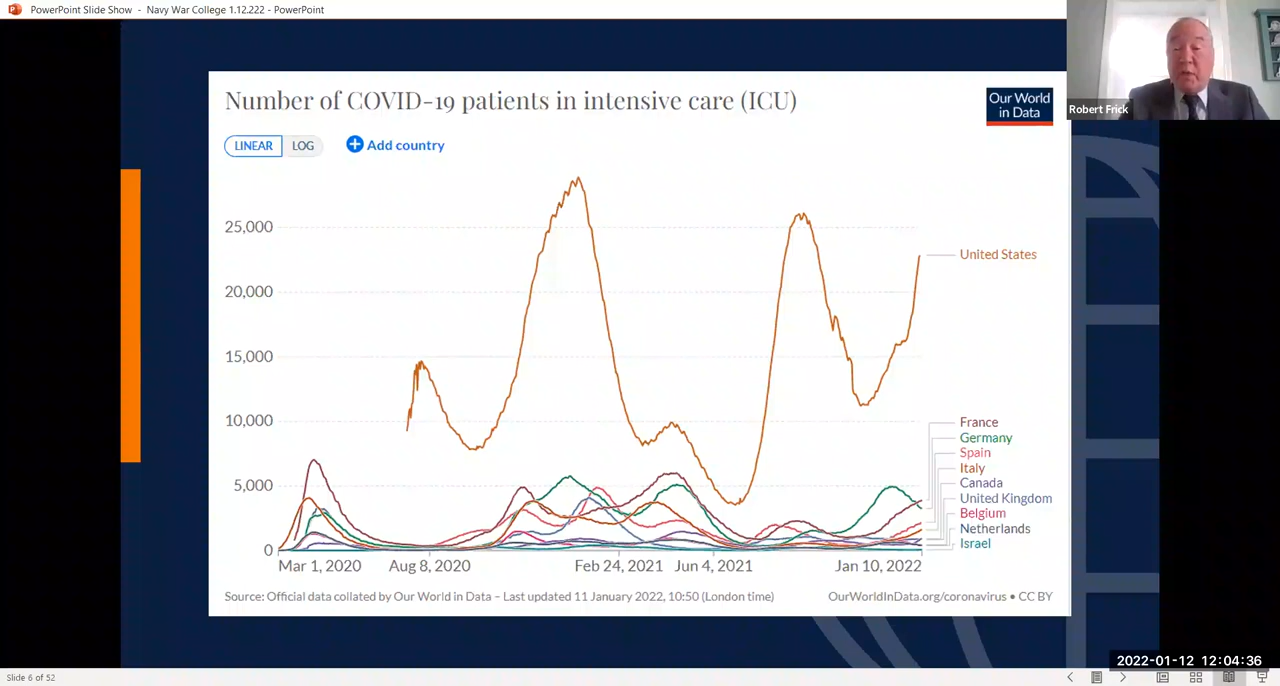 PowerPoint Slide Show - Navy War College 1.12.222 - PowerPoint
Robert Frick
Number of COVID-19 patients in intensive care (ICU)
Our World
in Data
LINEAR
LOG
Add country
25,000
20,000
15,000
10,000
5,000
0
United States
France
Germany
Spain
Italy
Canada
United Kingdom
Belgium
Netherlands
Israel
Mar 1, 2020
Aug 8, 2020
Feb 24, 2021
Jun 4, 2021
Jan 10, 2022
Source: Official data collated by Our World in Data – Last updated 11 January 2022, 10:50 (London time)
OurWorldInData.org/coronavirus • CC BY
2022-01-12 12:04:36
Slide 6 of 52